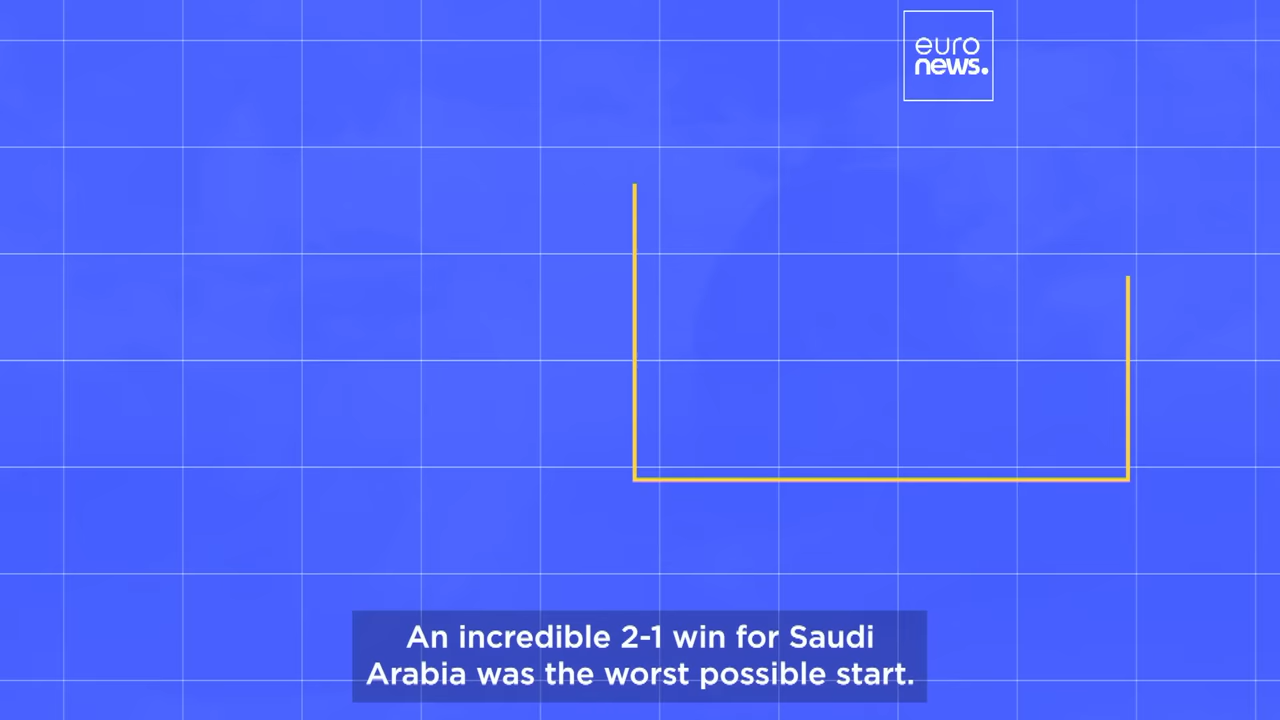 euro
news.
An incredible 2-1 win for Saudi
Arabia was the worst possible start.